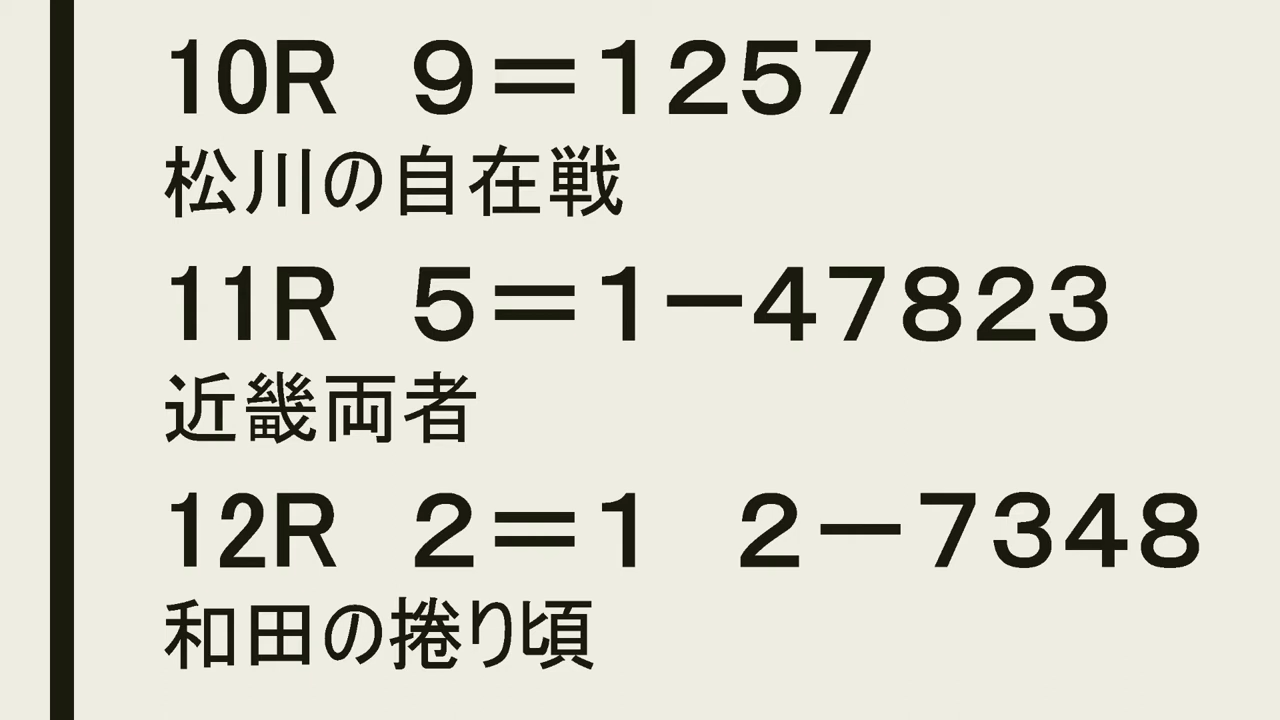 10R　9＝1257
松川の自在戦
11R　5＝1－47823
近畿両者
12R　2＝1　2－7348
和田の捲り頃